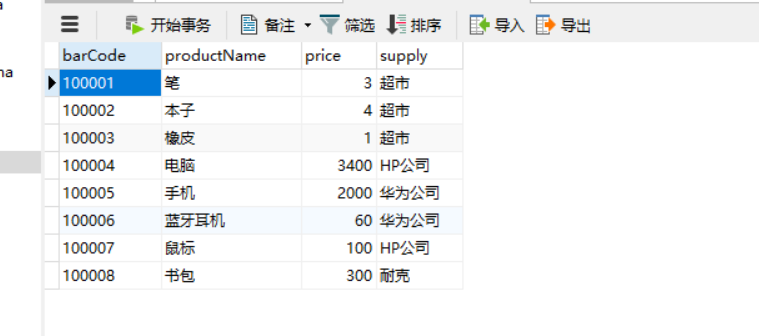 a
开始事务 备注 筛选 排序 导入 导出
barCode productName price supply
na
100001 笔 3 超市
100002 本子 4 超市
100003 橡皮 1 超市
100004 电脑 3400 HP公司
100005 手机 2000 华为公司
100006 蓝牙耳机 60 华为公司
100007 鼠标 100 HP公司
100008 书包 300 耐克